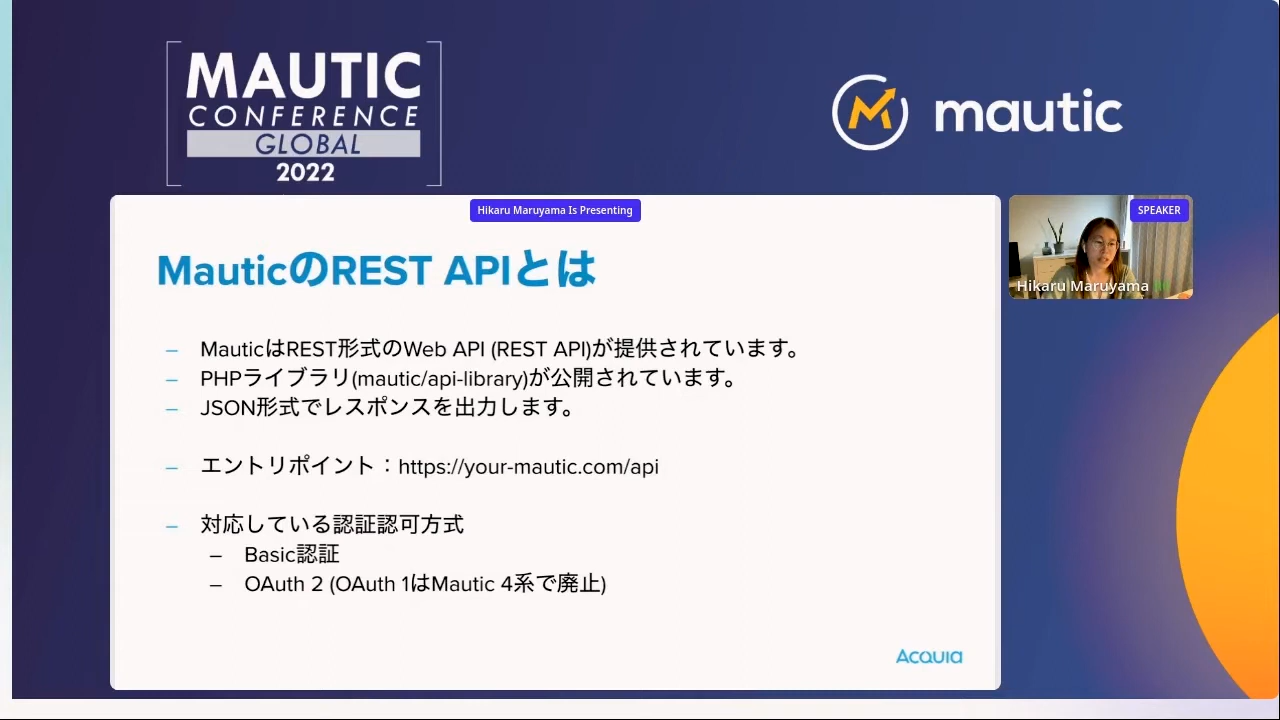 MAUTIC
CONFERENCE
GLOBAL
2022
mautic
Hikaru Maruyama Is Presenting
SPEAKER
Hikaru Maruyama
MauticのREST APIとは
– MauticはREST形式のWeb API (REST API)が提供されています。
– PHPライブラリ(mautic/api-library)が公開されています。
– JSON形式でレスポンスを出力します。
– エントリポイント：https://your-mautic.com/api
– 対応している認証認可方式
– Basic認証
– OAuth 2 (OAuth 1はMautic 4系で廃止)
Acquia